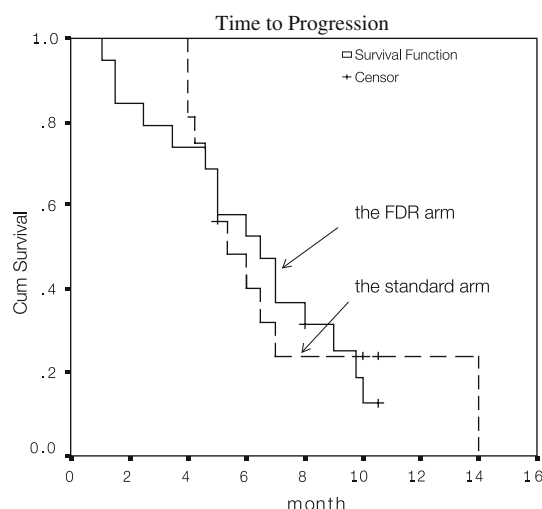 Time to Progression
1.0
Survival Function
Censor
.8
.6
the FDR arm
.4
the standard arm
.2
0.0
Cum Survival
0 2 4 6 8 10 12 14 16
month